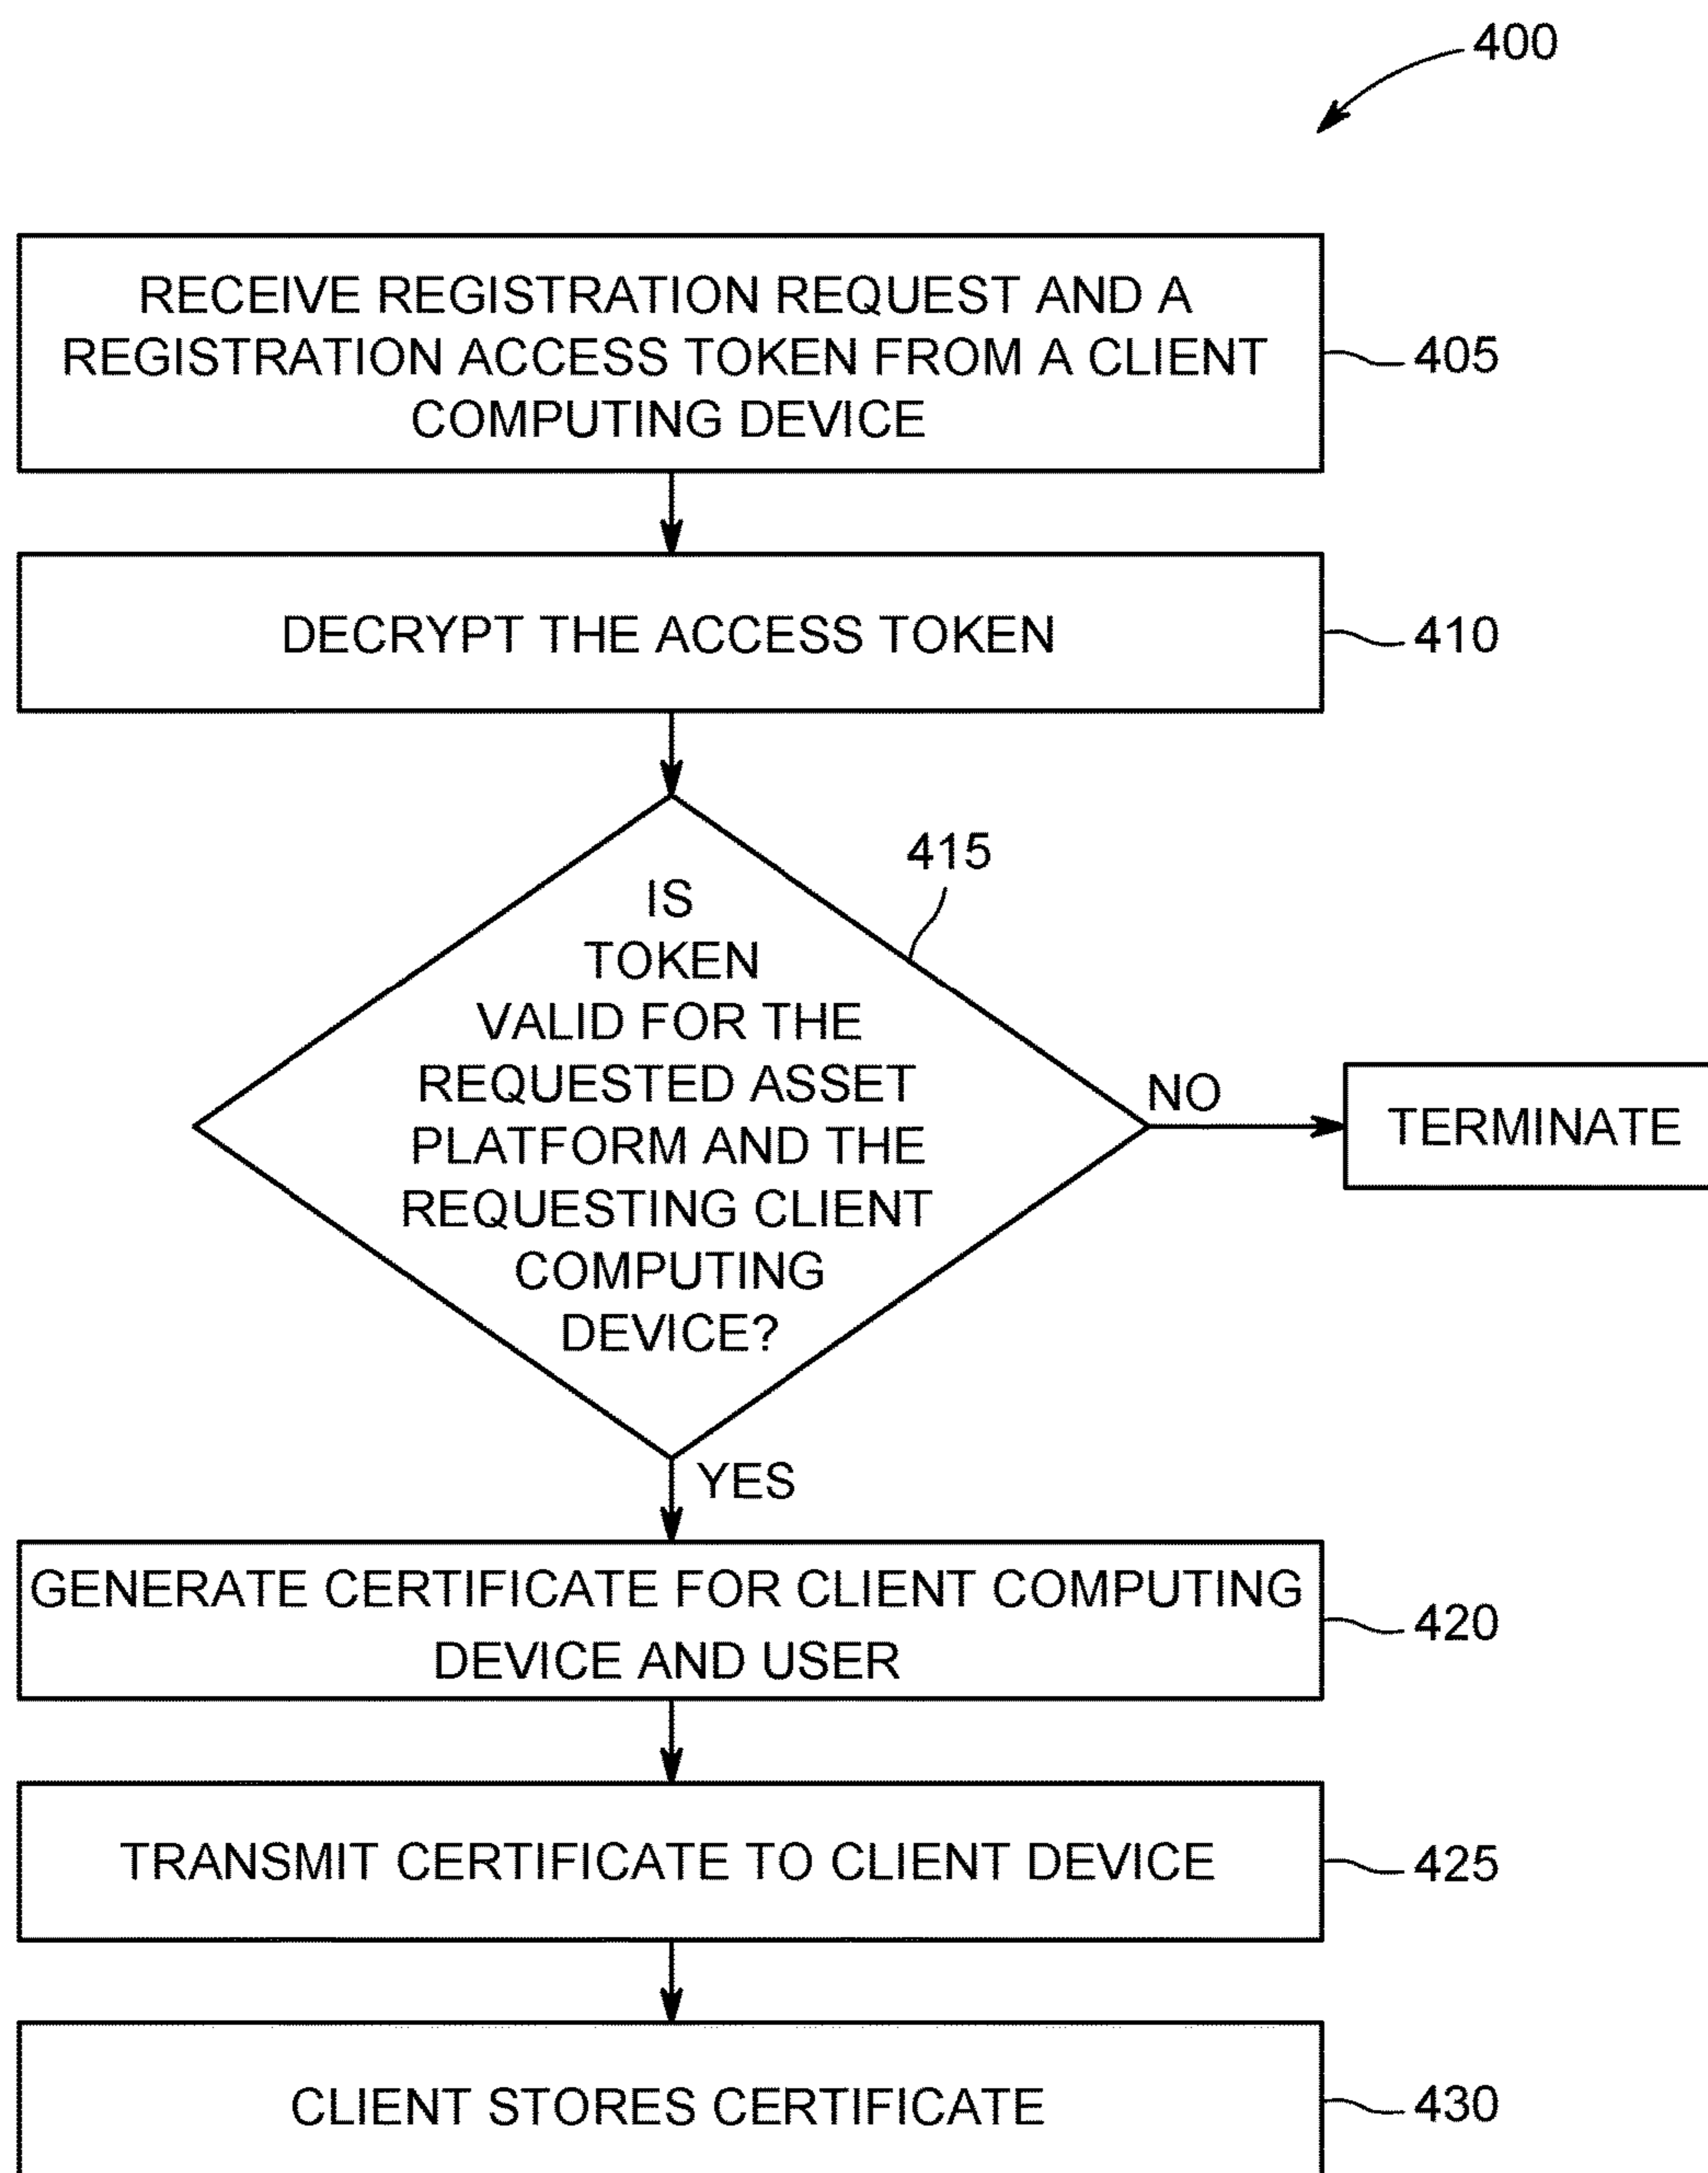 400
RECEIVE REGISTRATION REQUEST AND A
REGISTRATION ACCESS TOKEN FROM A CLIENT
COMPUTING DEVICE
405
DECRYPT THE ACCESS TOKEN
410
415
IS
TOKEN
VALID FOR THE
REQUESTED ASSET
PLATFORM AND THE
REQUESTING CLIENT
COMPUTING
DEVICE?
NO
TERMINATE
YES
GENERATE CERTIFICATE FOR CLIENT COMPUTING
DEVICE AND USER
420
TRANSMIT CERTIFICATE TO CLIENT DEVICE
425
CLIENT STORES CERTIFICATE
430